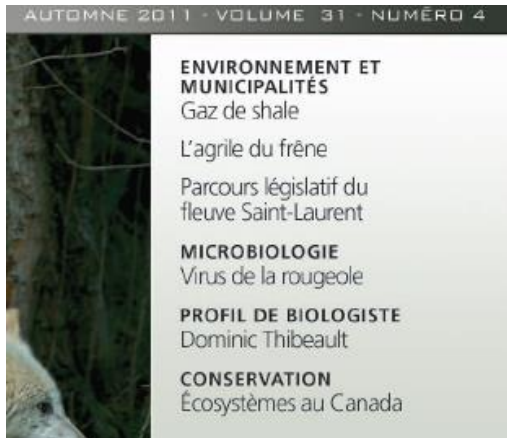 AUTOMNE 2011 - VOLUME 31 - NUMÉRO 4
ENVIRONNEMENT ET
MUNICIPALITÉS
Gaz de shale
L'agrile du frêne
Parcours législatif du
fleuve Saint-Laurent
MICROBIOLOGIE
Virus de la rougeole
PROFIL DE BIOLOGISTE
Dominic Thibeault
CONSERVATION
Écosystèmes au Canada